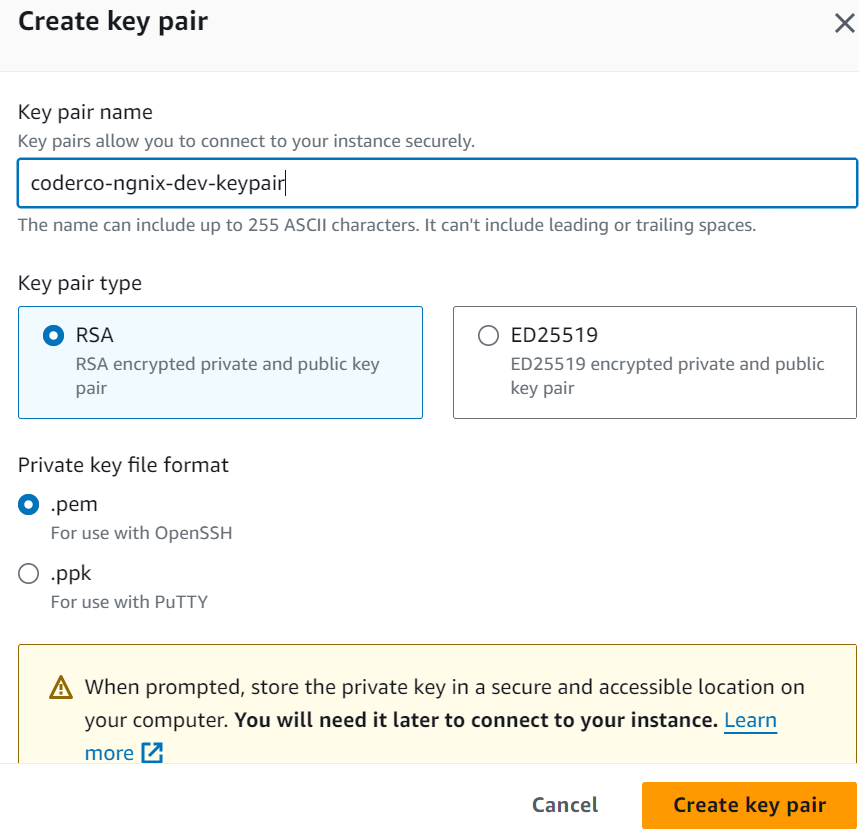 Create key pair
Key pair name
Key pairs allow you to connect to your instance securely.
coderco-ngnix-dev-keypair
The name can include up to 255 ASCII characters. It can't include leading or trailing spaces.
Key pair type
RSA
RSA encrypted private and public key
pair
ED25519
ED25519 encrypted private and public
key pair
Private key file format
.pem
For use with OpenSSH
.ppk
For use with PuTTY
When prompted, store the private key in a secure and accessible location on
your computer. You will need it later to connect to your instance. Learn
more
Cancel
Create key pair